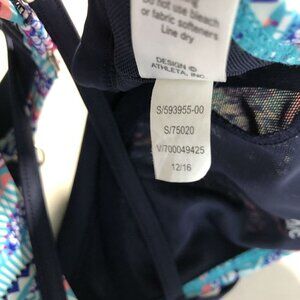 Do not use bleach
or fabric softeners
Line dry
DESIGN ©
ATHLETA, INC.
S/593955-00
S/75020
V/700049425
12/16